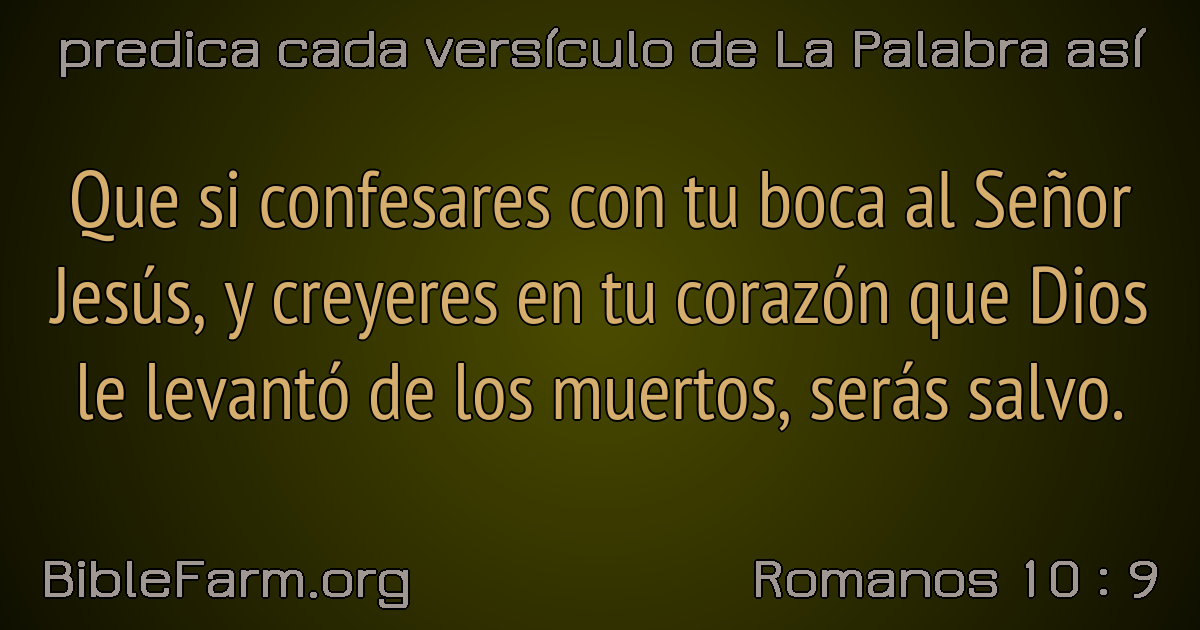 predica cada versículo de La Palabra así
Que si confesares con tu boca al Señor
Jesús, y creyeres en tu corazón que Dios
le levantó de los muertos, serás salvo.
BibleFarm.org
Romanos 10 : 9